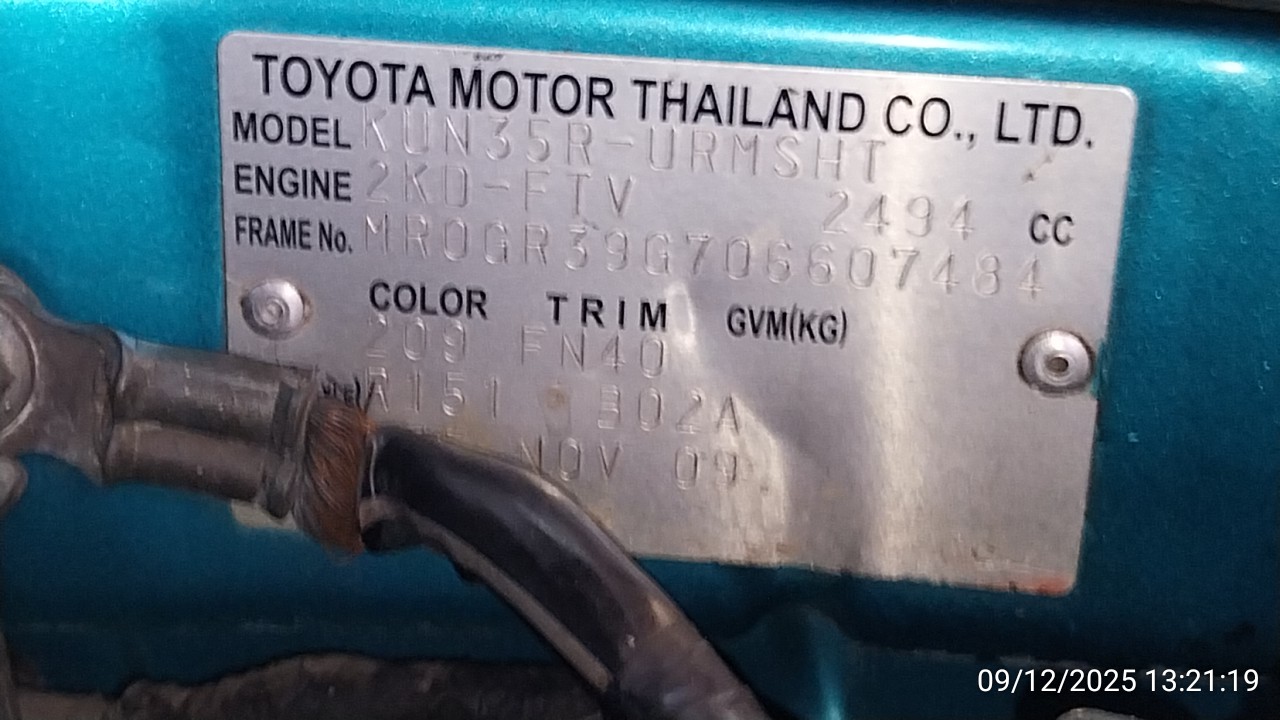 TOYOTA MOTOR THAILAND CO., LTD.
MODEL KUN35R-URMSHT
ENGINE 2KD-FTV 2494 CC
FRAME No. MR0GR39G706607484
COLOR TRIM GVM(KG)
209 FN40
R151 B02A
NOV 09
09/12/2025 13:21:19